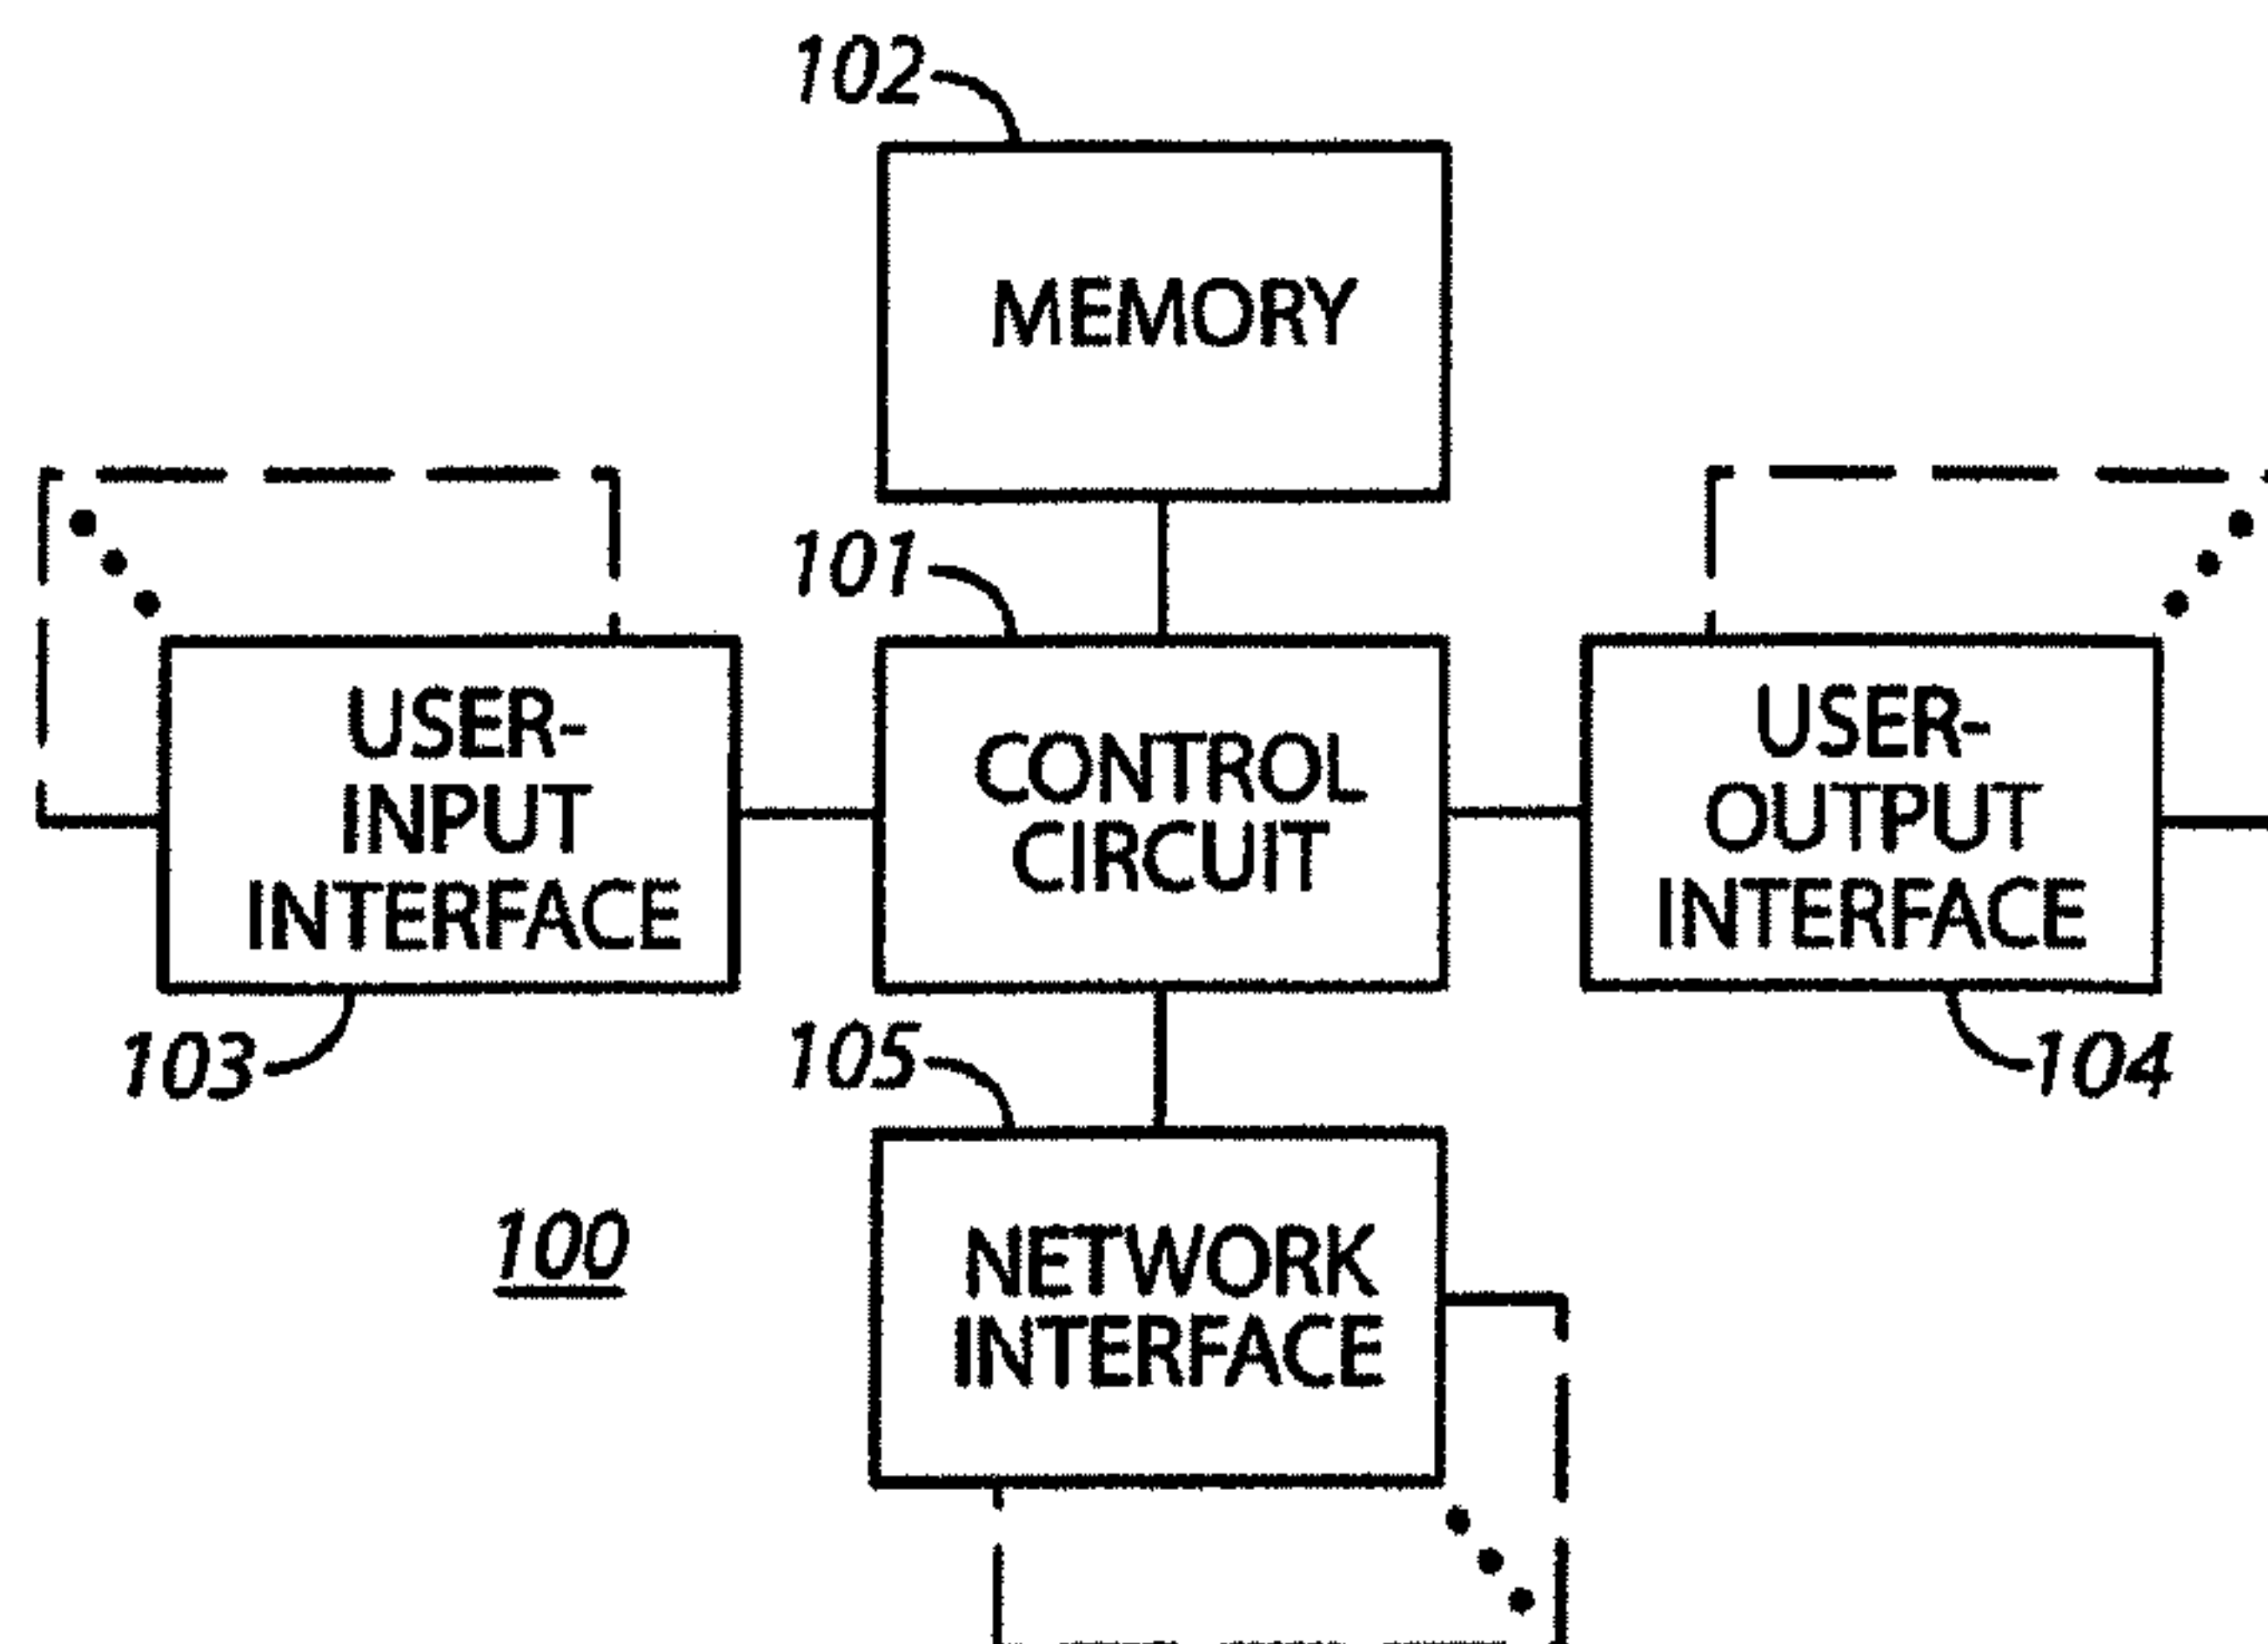 102
MEMORY
101
USER-
INPUT
INTERFACE
CONTROL
CIRCUIT
USER-
OUTPUT
INTERFACE
103
105
104
100
NETWORK
INTERFACE